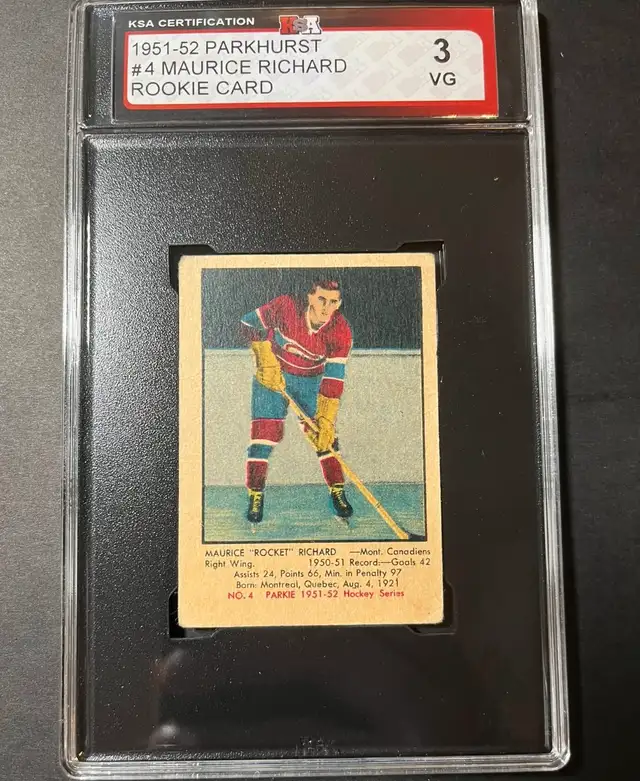 KSA CERTIFICATION
KSA
1951-52 PARKHURST
#4 MAURICE RICHARD
ROOKIE CARD
3
VG
MAURICE "ROCKET" RICHARD —Mont. Canadiens
Right Wing. 1950-51 Record:—Goals 42
Assists 24, Points 66, Min. in Penalty 97
Born: Montreal, Quebec, Aug. 4, 1921
NO. 4 PARKIE 1951-52 Hockey Series